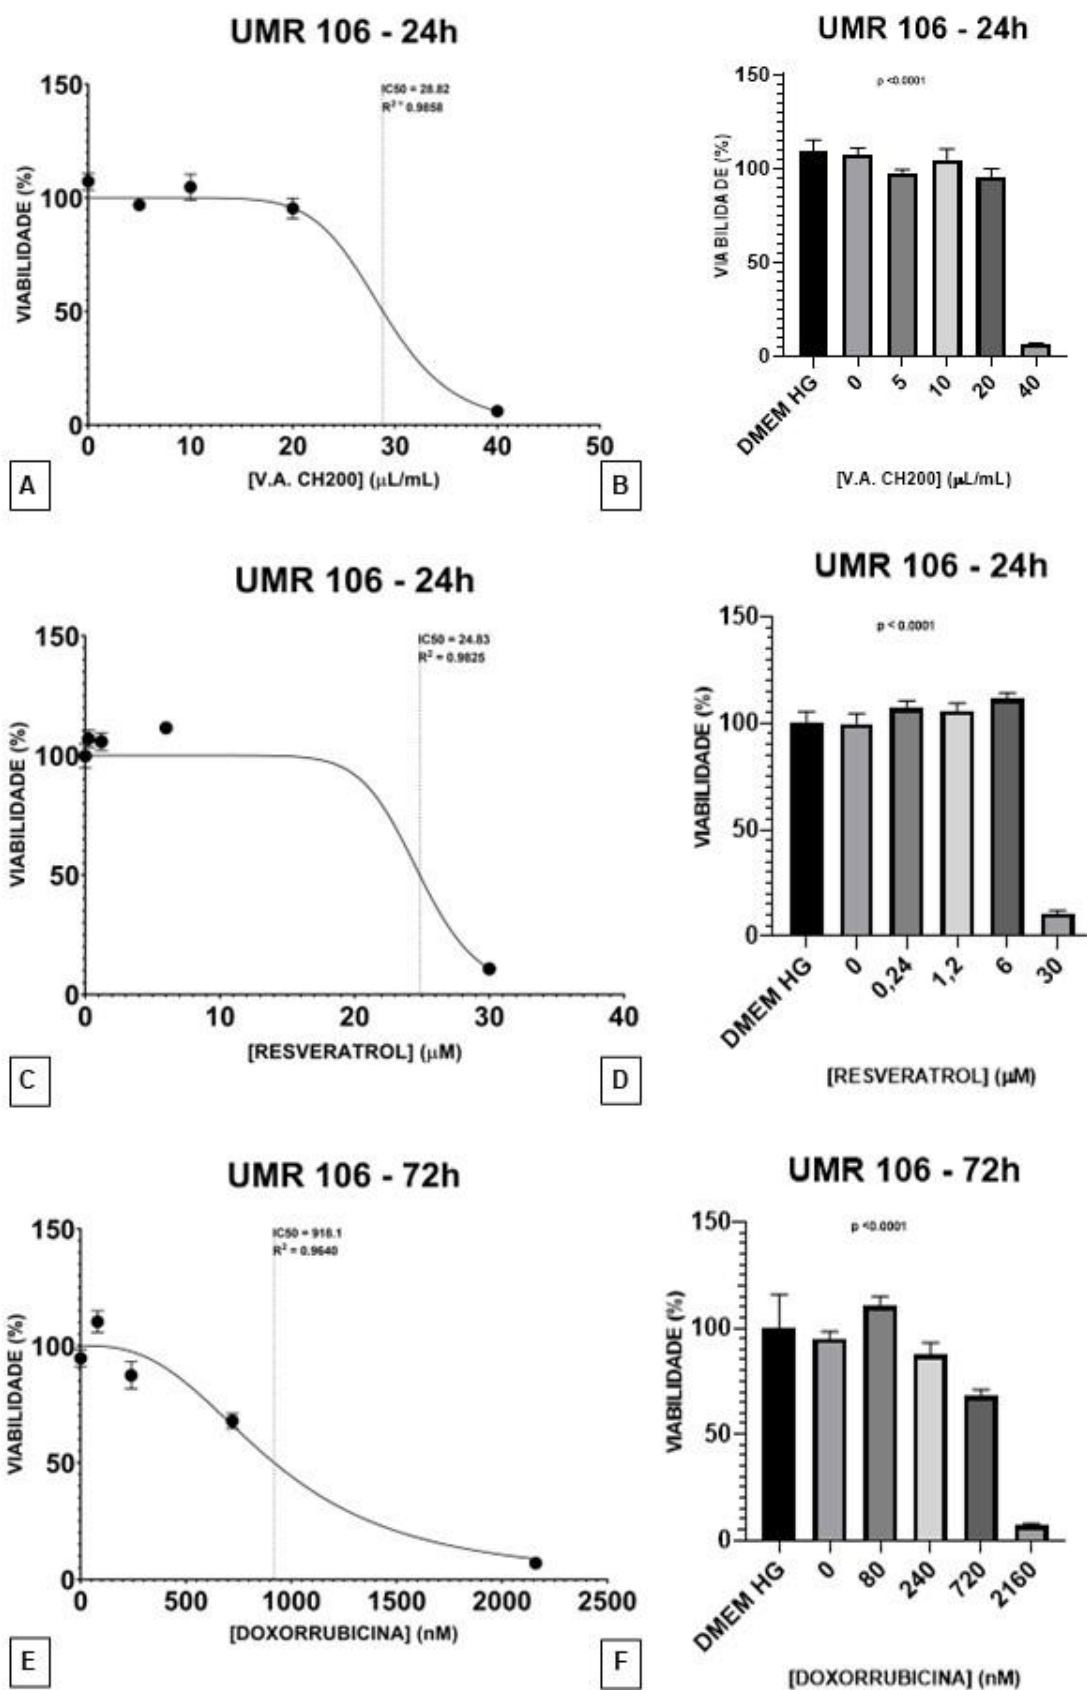 UMR 106 - 24h
150
100
50
0
VIABILIDADE (%)
IC50 = 28.82
R² = 0.9858
0 10 20 30 40 50
[V.A. CH200] (μL/mL)
A
UMR 106 - 24h
p <0.0001
150
100
50
0
VIABILIDADE (%)
DMEM HG 0 5 10 20 40
[V.A. CH200] (μL/mL)
B
UMR 106 - 24h
150
100
50
0
VIABILIDADE (%)
IC50 = 24.83
R² = 0.9825
0 10 20 30 40
[RESVERATROL] (μM)
C
UMR 106 - 24h
p < 0.0001
150
100
50
0
VIABILIDADE (%)
DMEM HG 0 0,24 1,2 6 30
[RESVERATROL] (μM)
D
UMR 106 - 72h
150
100
50
0
VIABILIDADE (%)
IC50 = 918.1
R² = 0.9640
0 500 1000 1500 2000 2500
[DOXORRUBICINA] (nM)
E
UMR 106 - 72h
p <0.0001
150
100
50
0
VIABILIDADE (%)
DMEM HG 0 80 240 720 2160
[DOXORRUBICINA] (nM)
F